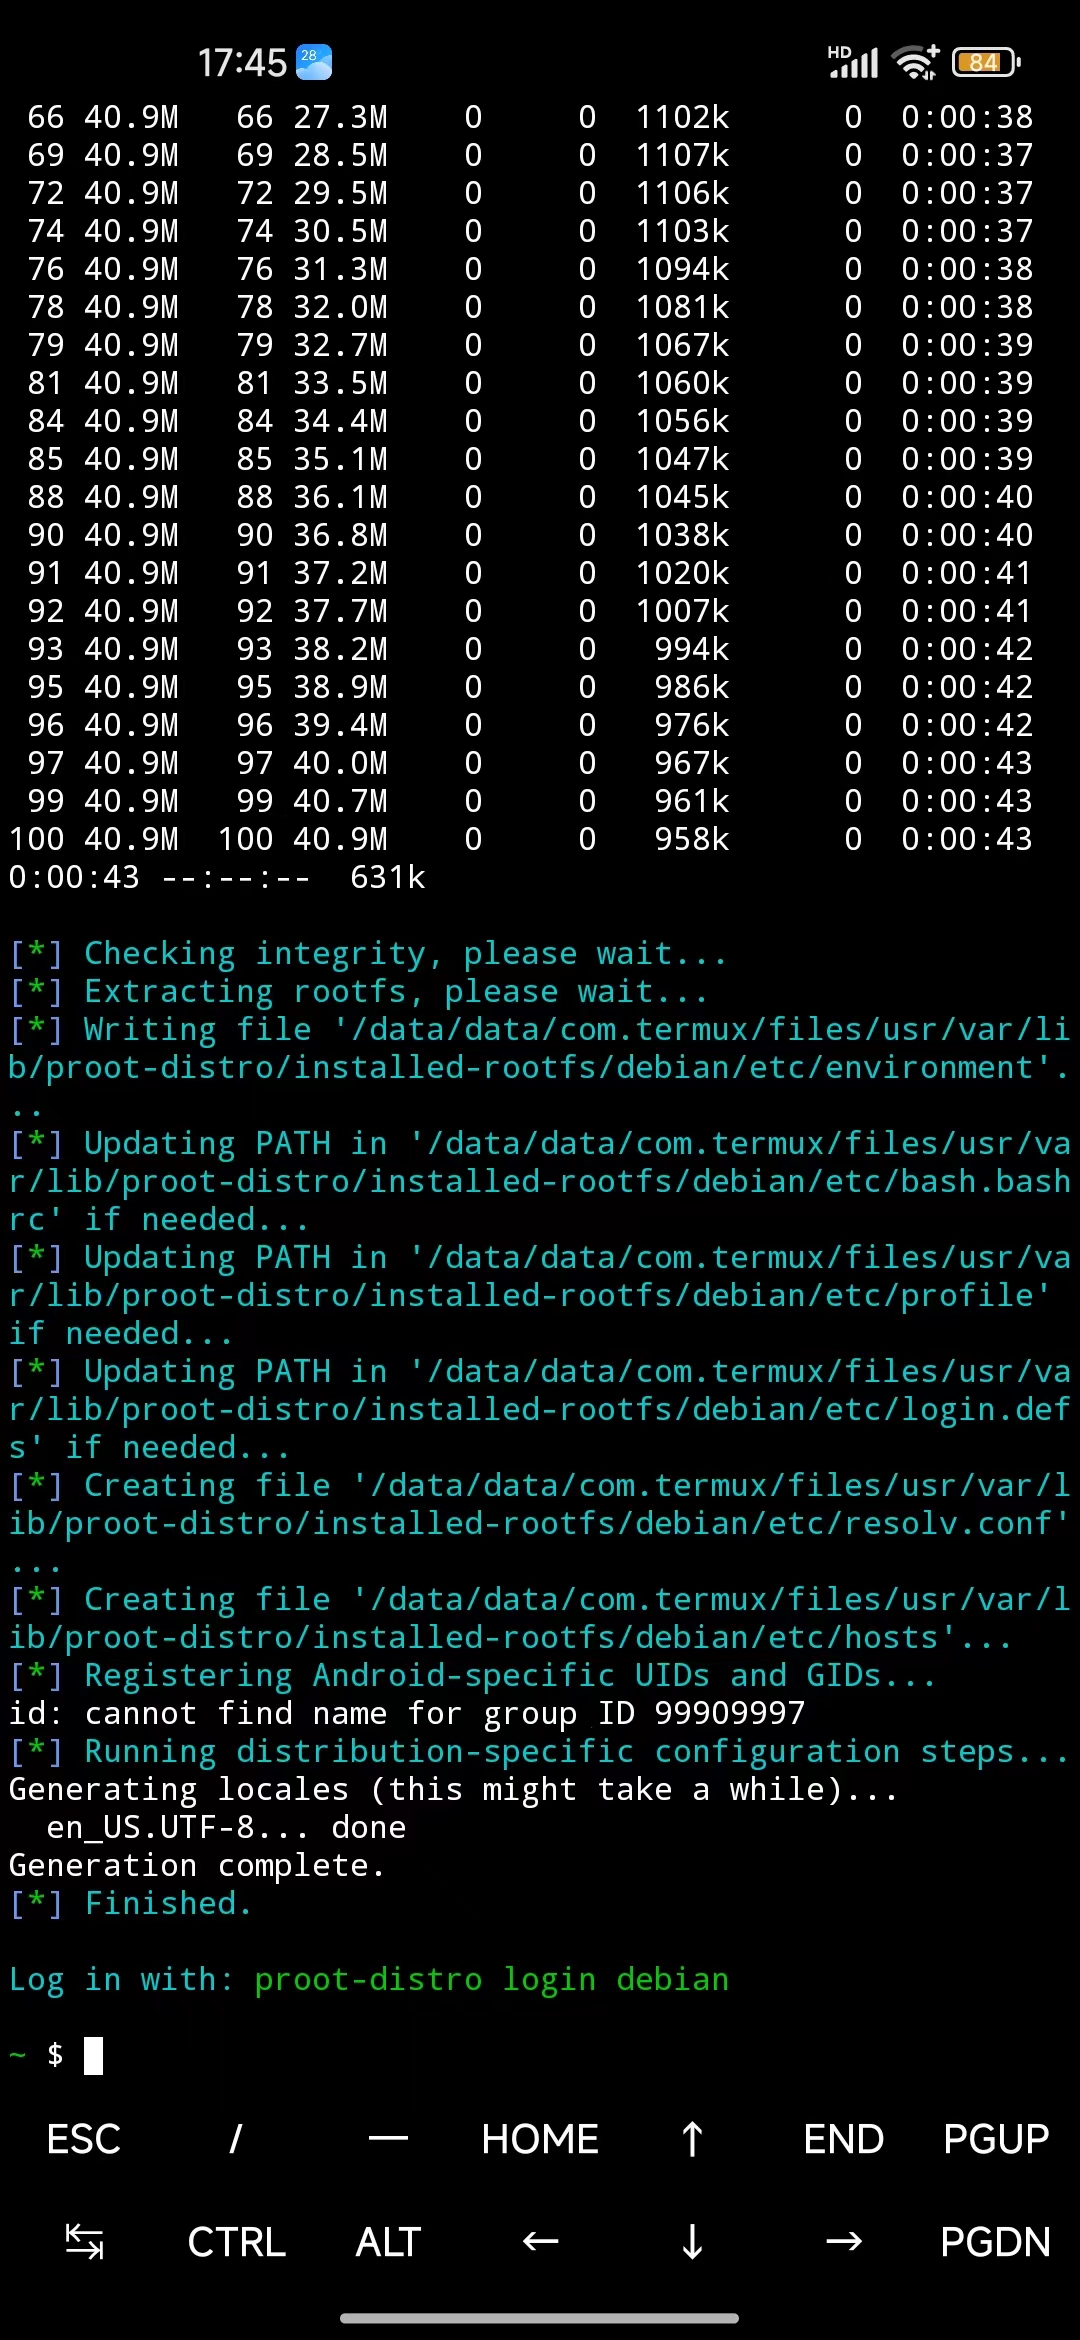 17:45 28 HD 84
66 40.9M 66 27.3M 0 0 1102k 0 0:00:38
69 40.9M 69 28.5M 0 0 1107k 0 0:00:37
72 40.9M 72 29.5M 0 0 1106k 0 0:00:37
74 40.9M 74 30.5M 0 0 1103k 0 0:00:37
76 40.9M 76 31.3M 0 0 1094k 0 0:00:38
78 40.9M 78 32.0M 0 0 1081k 0 0:00:38
79 40.9M 79 32.7M 0 0 1067k 0 0:00:39
81 40.9M 81 33.5M 0 0 1060k 0 0:00:39
84 40.9M 84 34.4M 0 0 1056k 0 0:00:39
85 40.9M 85 35.1M 0 0 1047k 0 0:00:39
88 40.9M 88 36.1M 0 0 1045k 0 0:00:40
90 40.9M 90 36.8M 0 0 1038k 0 0:00:40
91 40.9M 91 37.2M 0 0 1020k 0 0:00:41
92 40.9M 92 37.7M 0 0 1007k 0 0:00:41
93 40.9M 93 38.2M 0 0 994k 0 0:00:42
95 40.9M 95 38.9M 0 0 986k 0 0:00:42
96 40.9M 96 39.4M 0 0 976k 0 0:00:42
97 40.9M 97 40.0M 0 0 967k 0 0:00:43
99 40.9M 99 40.7M 0 0 961k 0 0:00:43
100 40.9M 100 40.9M 0 0 958k 0 0:00:43
0:00:43 --:--:-- 631k
[*] Checking integrity, please wait...
[*] Extracting rootfs, please wait...
[*] Writing file '/data/data/com.termux/files/usr/var/li
b/proot-distro/installed-rootfs/debian/etc/environment'.
..
[*] Updating PATH in '/data/data/com.termux/files/usr/va
r/lib/proot-distro/installed-rootfs/debian/etc/bash.bash
rc' if needed...
[*] Updating PATH in '/data/data/com.termux/files/usr/va
r/lib/proot-distro/installed-rootfs/debian/etc/profile'
if needed...
[*] Updating PATH in '/data/data/com.termux/files/usr/va
r/lib/proot-distro/installed-rootfs/debian/etc/login.def
s' if needed...
[*] Creating file '/data/data/com.termux/files/usr/var/l
ib/proot-distro/installed-rootfs/debian/etc/resolv.conf'
...
[*] Creating file '/data/data/com.termux/files/usr/var/l
ib/proot-distro/installed-rootfs/debian/etc/hosts'...
[*] Registering Android-specific UIDs and GIDs...
id: cannot find name for group ID 99909997
[*] Running distribution-specific configuration steps...
Generating locales (this might take a while)...
en_US.UTF-8... done
Generation complete.
[*] Finished.
Log in with: proot-distro login debian
~ $
ESC / — HOME ↑ END PGUP
↹ CTRL ALT ← ↓ → PGDN